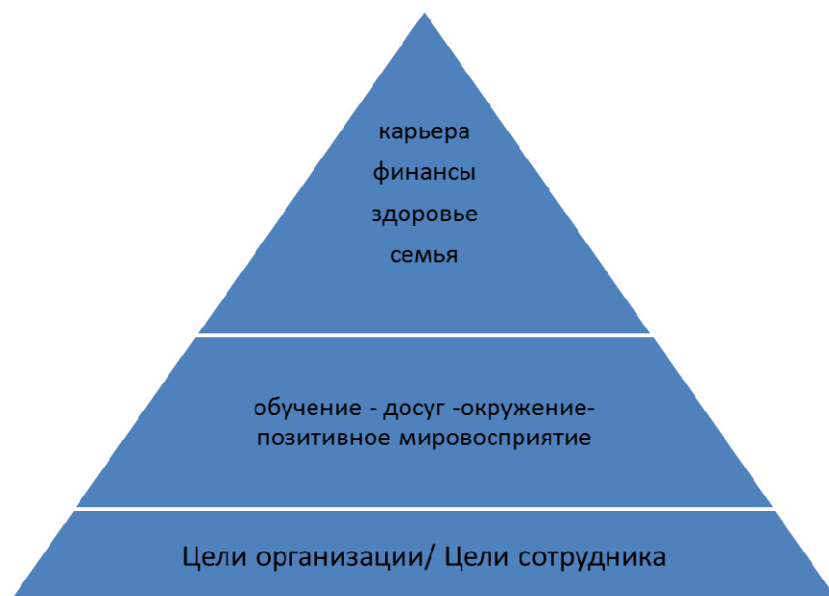 карьера
финансы
здоровье
семья
обучение - досуг -окружение-
позитивное мировосприятие
Цели организации/ Цели сотрудника